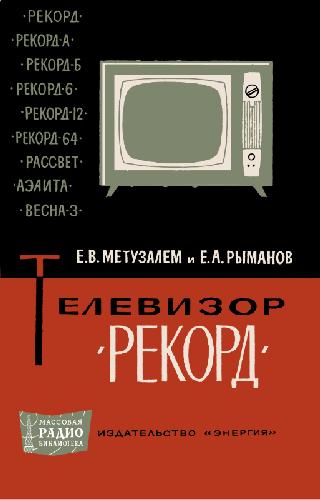 ·РЕКОРД·
·РЕКОРД-А·
·РЕКОРД-Б
·РЕКОРД-6·
·РЕКОРД-12·
·РЕКОРД-64·
·РАССВЕТ·
·АЭЛИТА·
·ВЕСНА-3·
Е.В. МЕТУЗАЛЕМ и Е.А. РЫМАНОВ
ТЕЛЕВИЗОР
'РЕКОРД'
МАССОВАЯ
РАДИО
БИБЛИОТЕКА
ИЗДАТЕЛЬСТВО «ЭНЕРГИЯ»